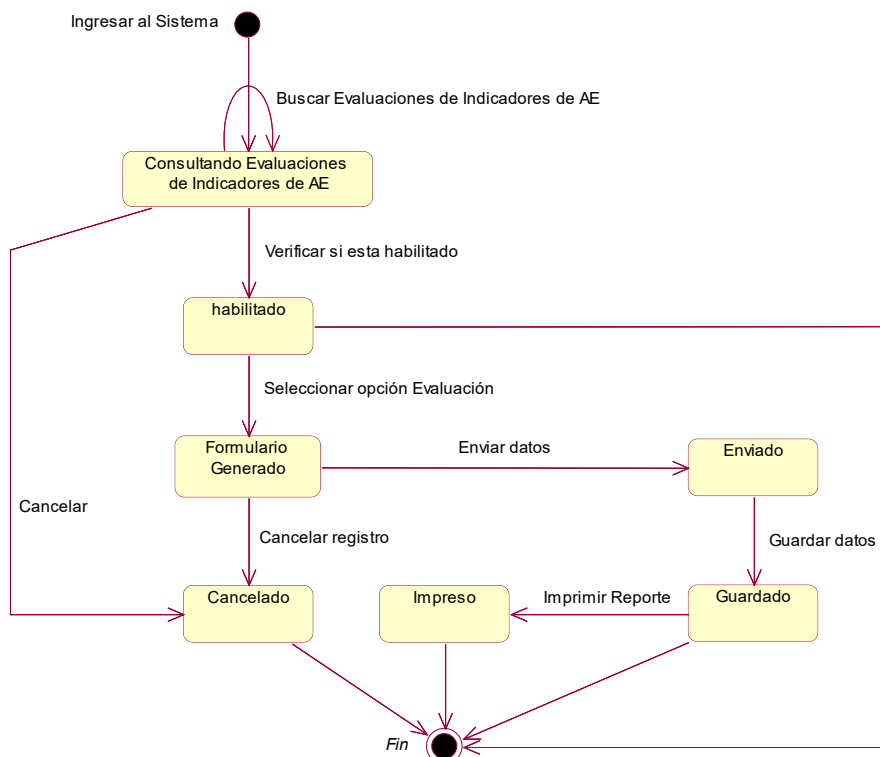 Ingresar al Sistema
Buscar Evaluaciones de Indicadores de AE
Consultando Evaluaciones
de Indicadores de AE
Verificar si esta habilitado
habilitado
Seleccionar opción Evaluación
Formulario
Generado
Enviar datos
Enviado
Cancelar
Cancelar registro
Guardar datos
Cancelado
Impreso
Imprimir Reporte
Guardado
Fin